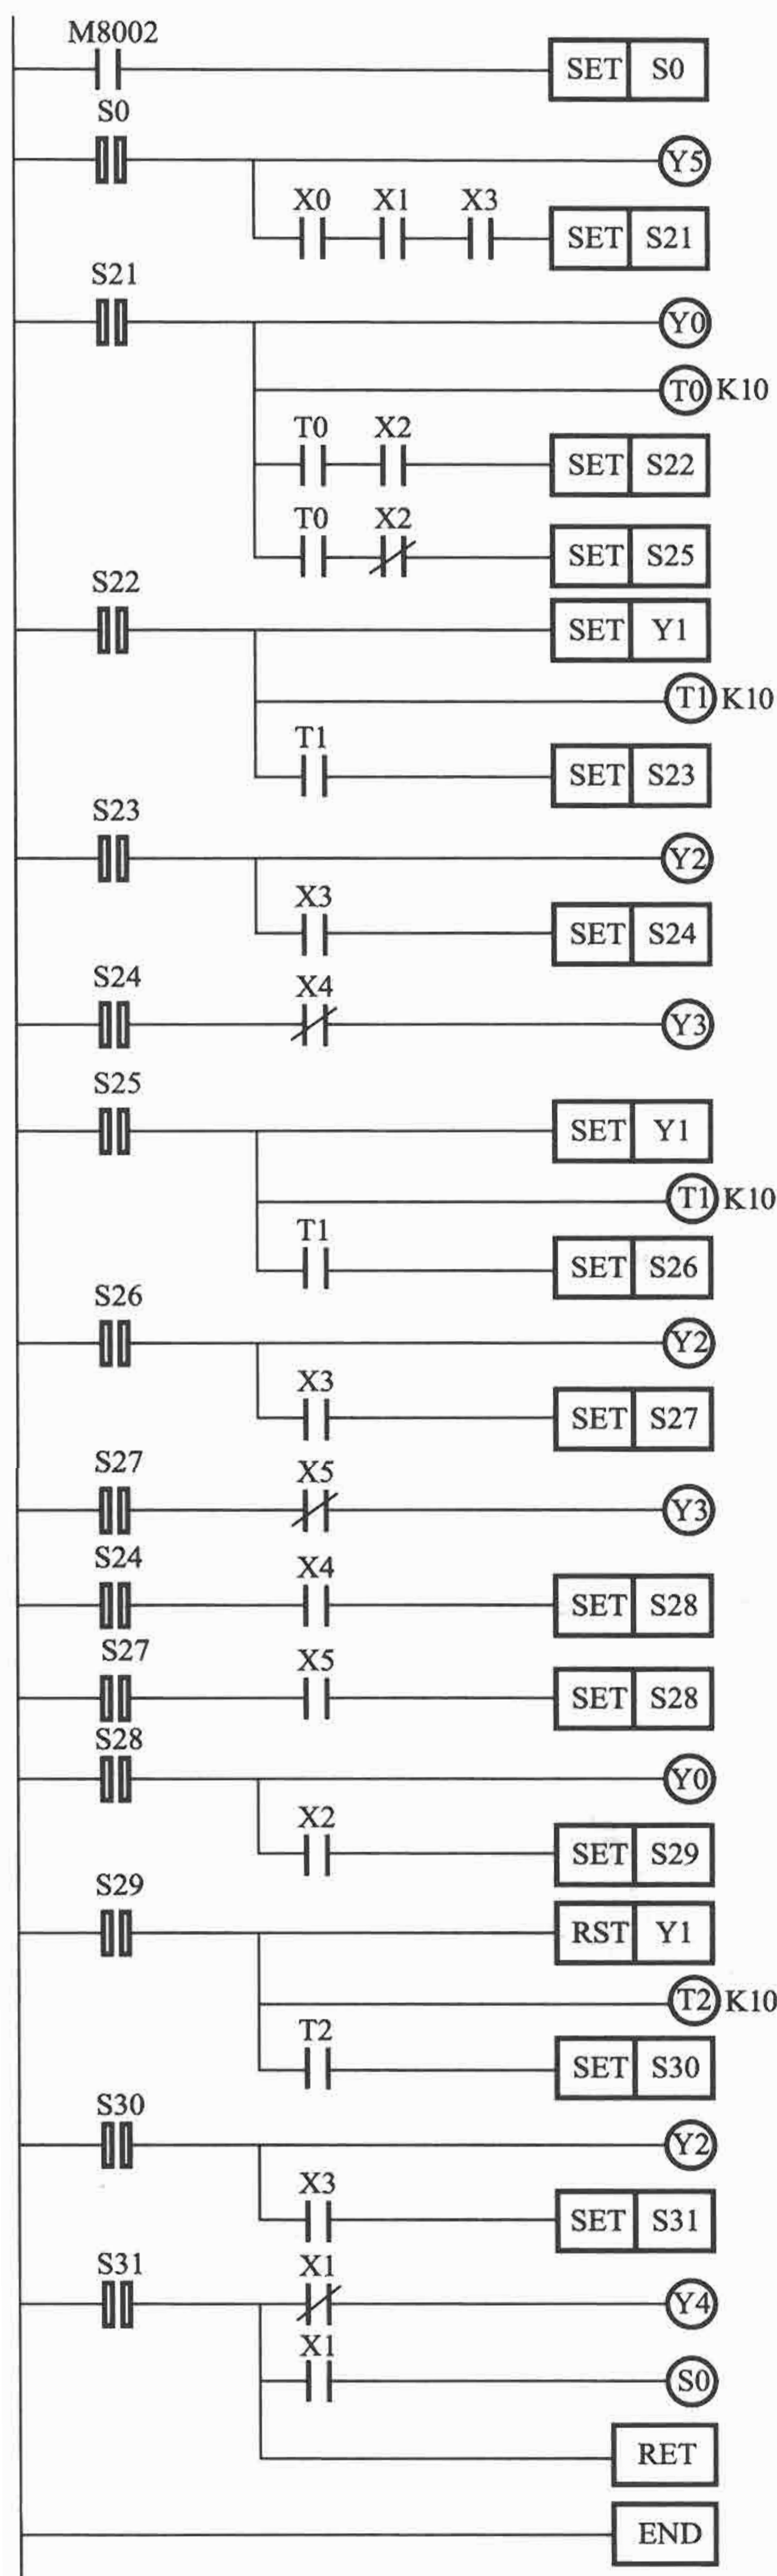 M8002
SET S0
S0
Y5
X0 X1 X3
SET S21
S21
Y0
T0 K10
T0 X2
SET S22
T0 X2
SET S25
S22
SET Y1
T1 K10
T1
SET S23
S23
Y2
X3
SET S24
S24 X4
Y3
S25
SET Y1
T1 K10
T1
SET S26
S26
Y2
X3
SET S27
S27 X5
Y3
S24 X4
SET S28
S27 X5
SET S28
S28
Y0
X2
SET S29
S29
RST Y1
T2 K10
T2
SET S30
S30
Y2
X3
SET S31
S31 X1
Y4
X1
S0
RET
END